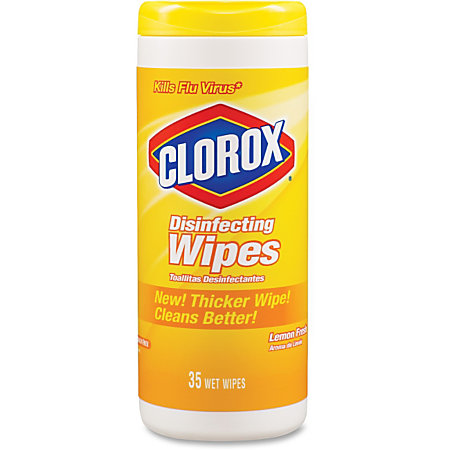 Kills Flu Virus*
CLOROX®
Disinfecting
Wipes
Toallitas Desinfectantes
New! Thicker Wipe!
Cleans Better!
Lemon Fresh
Aroma de Limón
35 WET WIPES